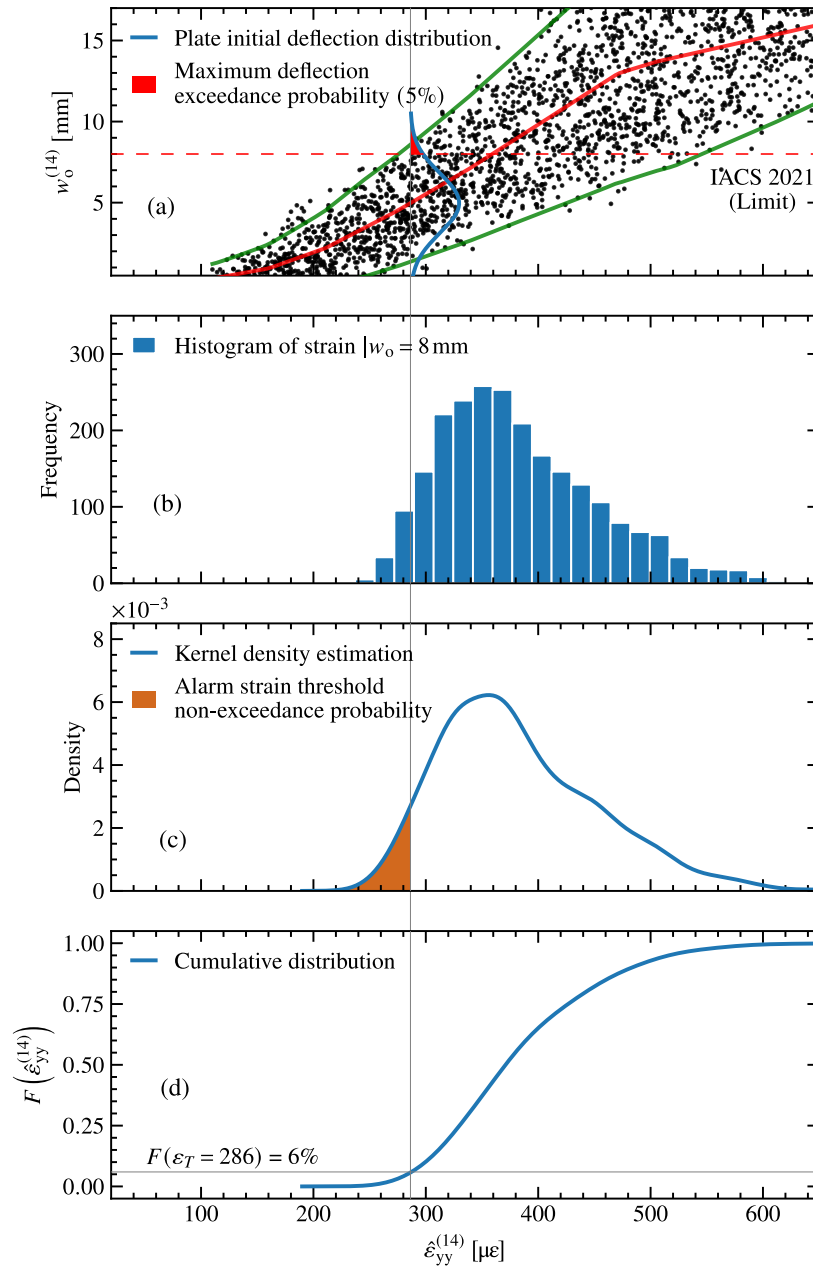 15
10
5
w_o^(14) [mm]
Plate initial deflection distribution
Maximum deflection
exceedance probability (5%)
(a)
IACS 2021
(Limit)
300
200
100
0
Frequency
Histogram of strain |w_o = 8 mm
(b)
×10^−3
8
6
4
2
0
Density
Kernel density estimation
Alarm strain threshold
non-exceedance probability
(c)
1.00
0.75
0.50
0.25
0.00
F(ε̂_yy^(14))
Cumulative distribution
(d)
F(ε_T = 286) = 6%
100 200 300 400 500 600
ε̂_yy^(14) [με]